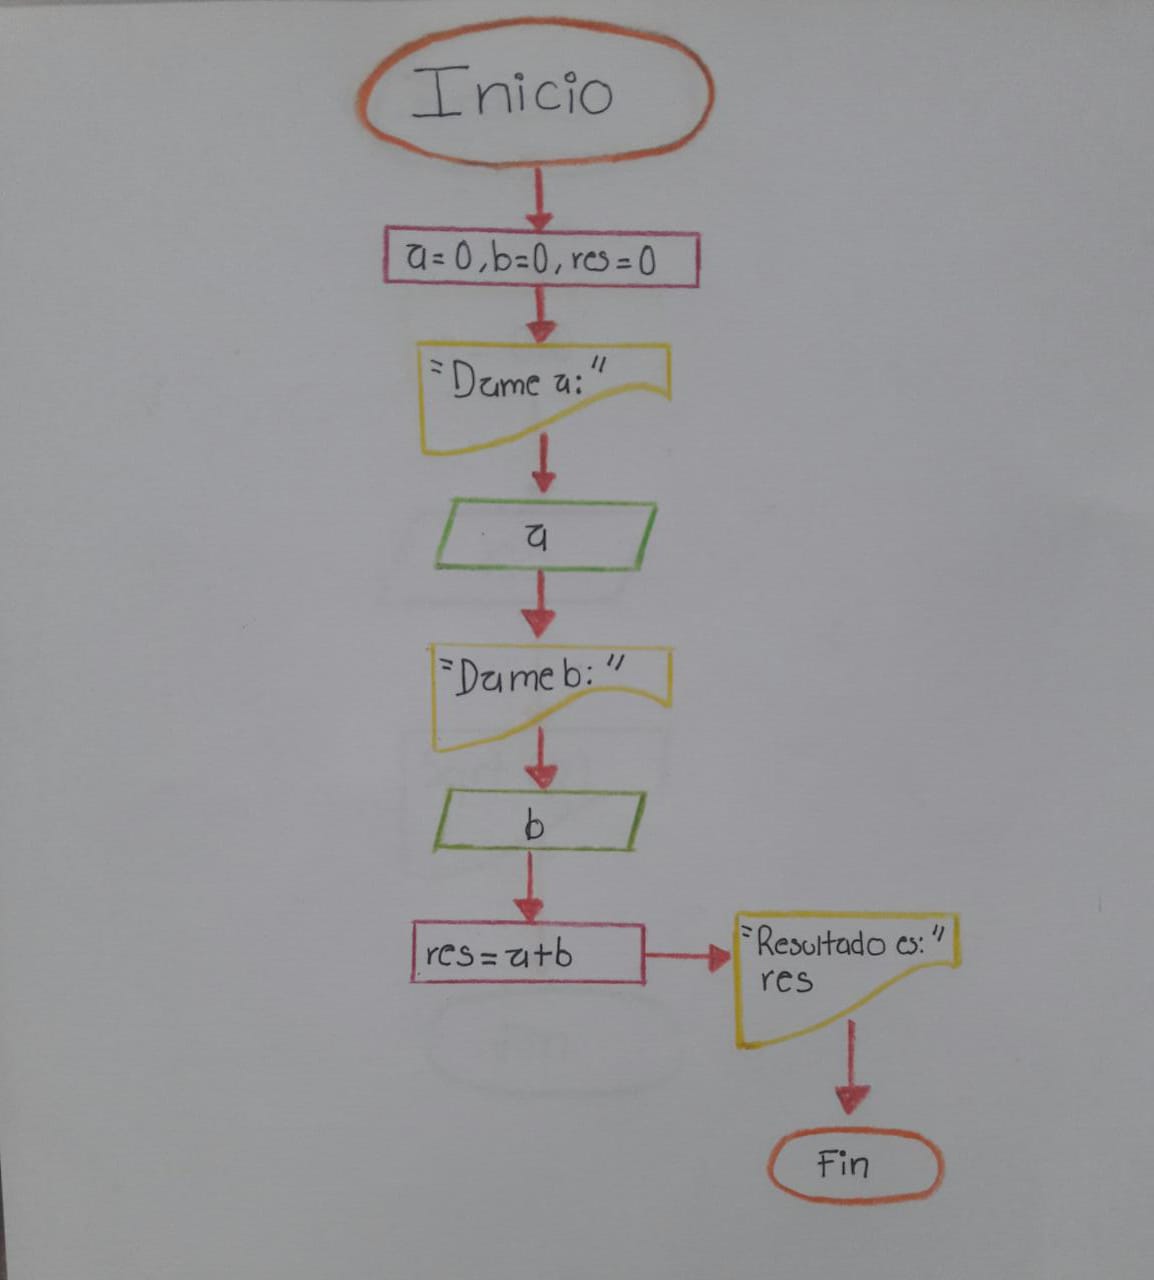 Inicio
a=0,b=0,res=0
"Dame a:"
a
"Dame b:"
b
res=a+b
"Resultado es:"
res
Fin